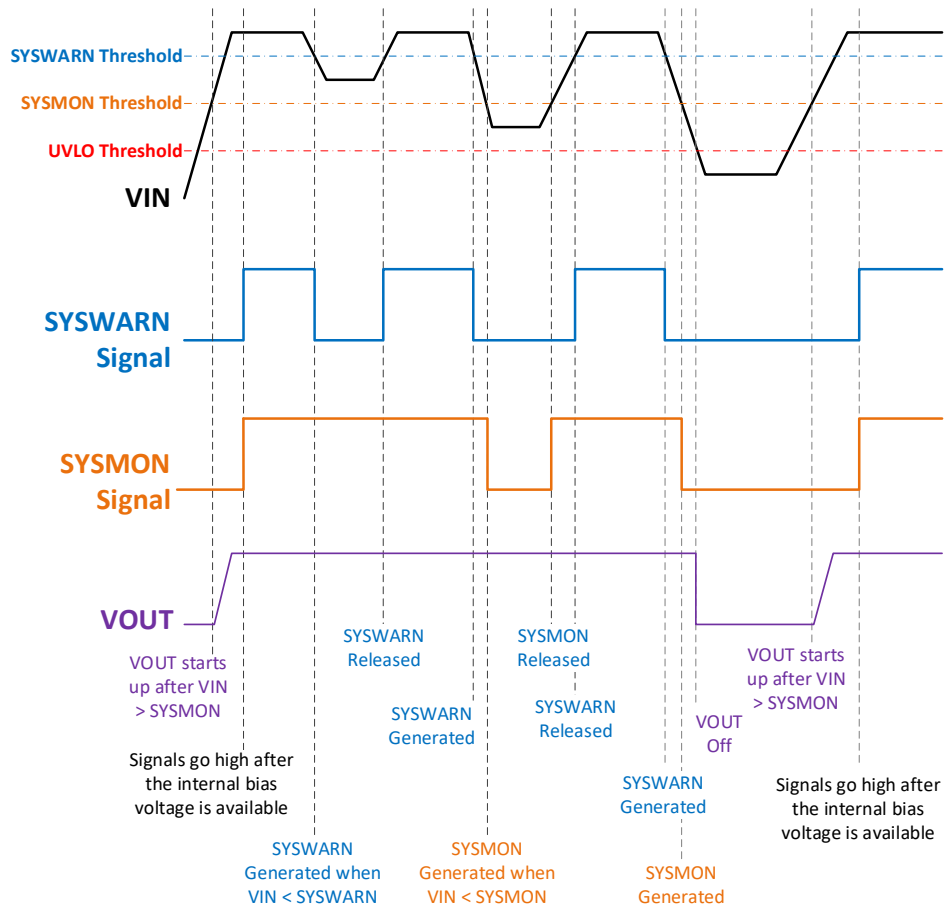 SYSWARN Threshold
SYSMON Threshold
UVLO Threshold
VIN
SYSWARN
Signal
SYSMON
Signal
VOUT
VOUT starts
up after VIN
> SYSMON
Signals go high after
the internal bias
voltage is available
SYSWARN
Generated when
VIN < SYSWARN
SYSWARN
Released
SYSWARN
Generated
SYSMON
Generated when
VIN < SYSMON
SYSMON
Released
SYSWARN
Released
SYSWARN
Generated
SYSMON
Generated
VOUT
Off
VOUT starts
up after VIN
> SYSMON
Signals go high after
the internal bias
voltage is available